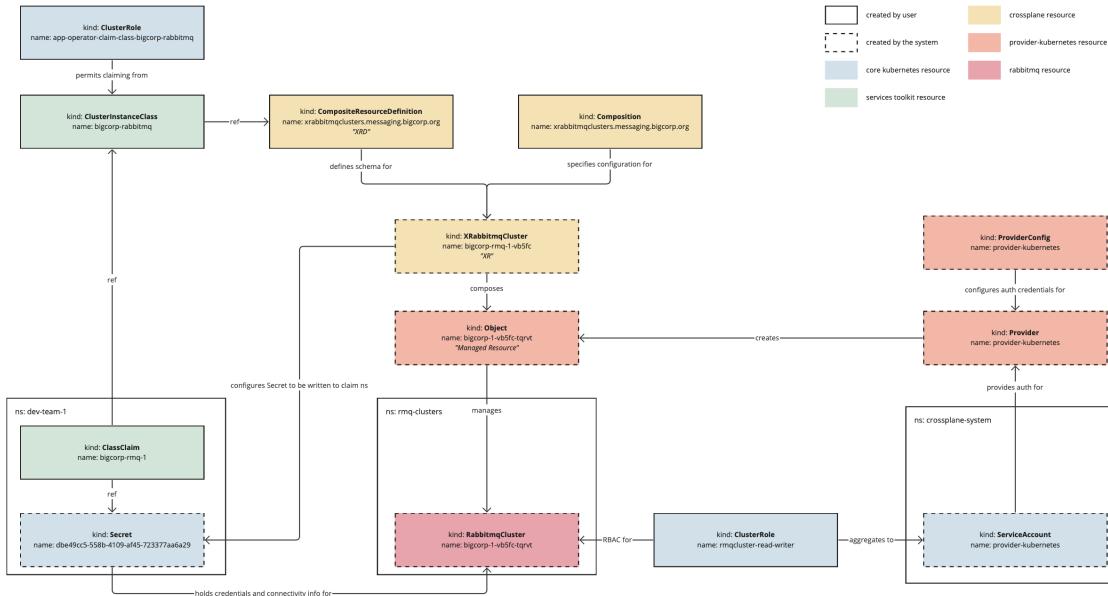 kind: ClusterRole
name: app-operator-claim-class-bigcorp-rabbitmq
created by user
crossplane resource
created by the system
provider-kubernetes resource
core kubernetes resource
rabbitmq resource
services toolkit resource
permits claiming from
kind: ClusterInstanceClass
name: bigcorp-rabbitmq
ref
kind: CompositeResourceDefinition
name: xrabbitmqclusters.messaging.bigcorp.org
"XRD"
kind: Composition
name: xrabbitmqclusters.messaging.bigcorp.org
defines schema for
specifies configuration for
kind: XRabbitmqCluster
name: bigcorp-rmq-1-vb5fc
"XR"
kind: ProviderConfig
name: provider-kubernetes
ref
composes
configures auth credentials for
kind: Object
name: bigcorp-1-vb5fc-tqrvt
"Managed Resource"
creates
kind: Provider
name: provider-kubernetes
configures Secret to be written to claim ns
provides auth for
ns: dev-team-1
ns: rmq-clusters
manages
ns: crossplane-system
kind: ClassClaim
name: bigcorp-rmq-1
ref
kind: Secret
name: dbe49cc5-558b-4109-af45-723377aa6a29
kind: RabbitmqCluster
name: bigcorp-1-vb5fc-tqrvt
RBAC for
kind: ClusterRole
name: rmqcluster-read-writer
aggregates to
kind: ServiceAccount
name: provider-kubernetes
holds credentials and connectivity info for